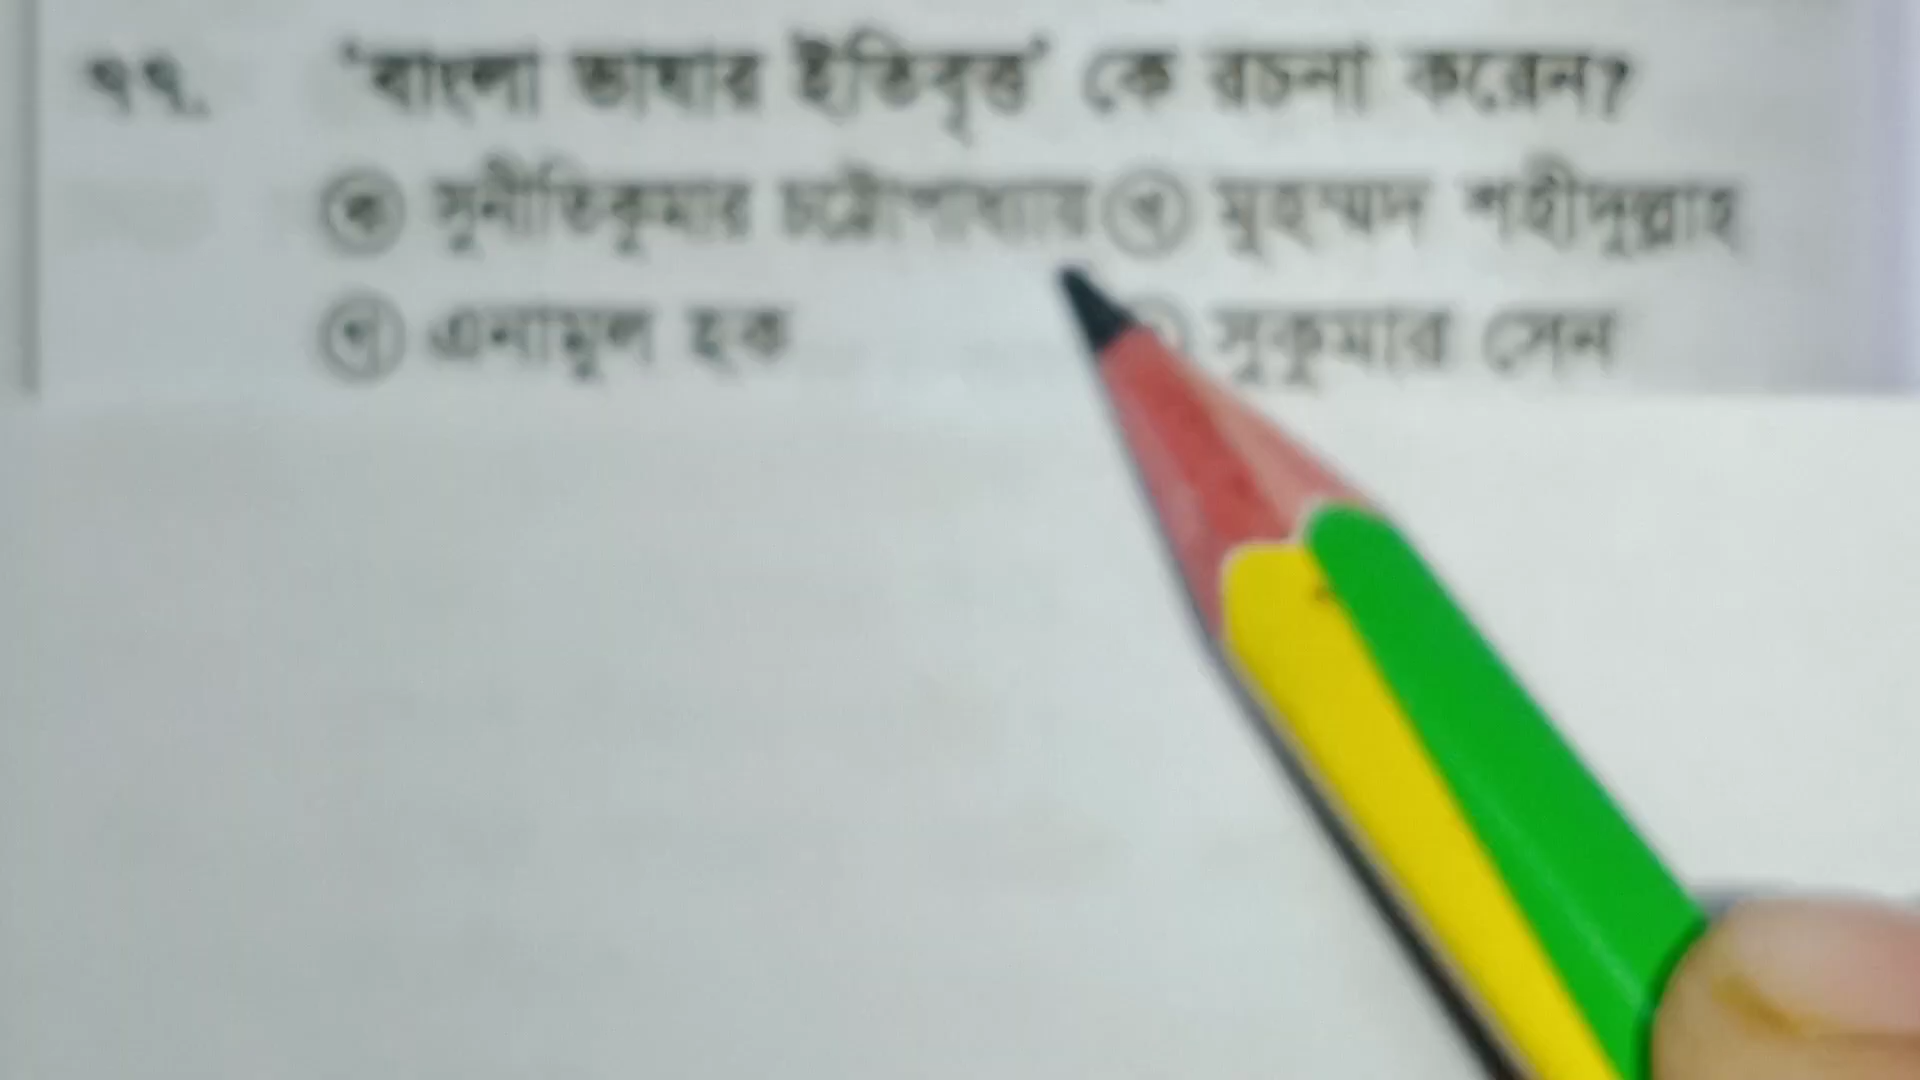 ৭৭. 'বাংলা ভাষার ইতিবৃত্ত' কে রচনা করেন?
ক সুনীতিকুমার চট্টোপাধ্যায় খ মুহম্মদ শহীদুল্লাহ
গ এনামুল হক সুকুমার সেন